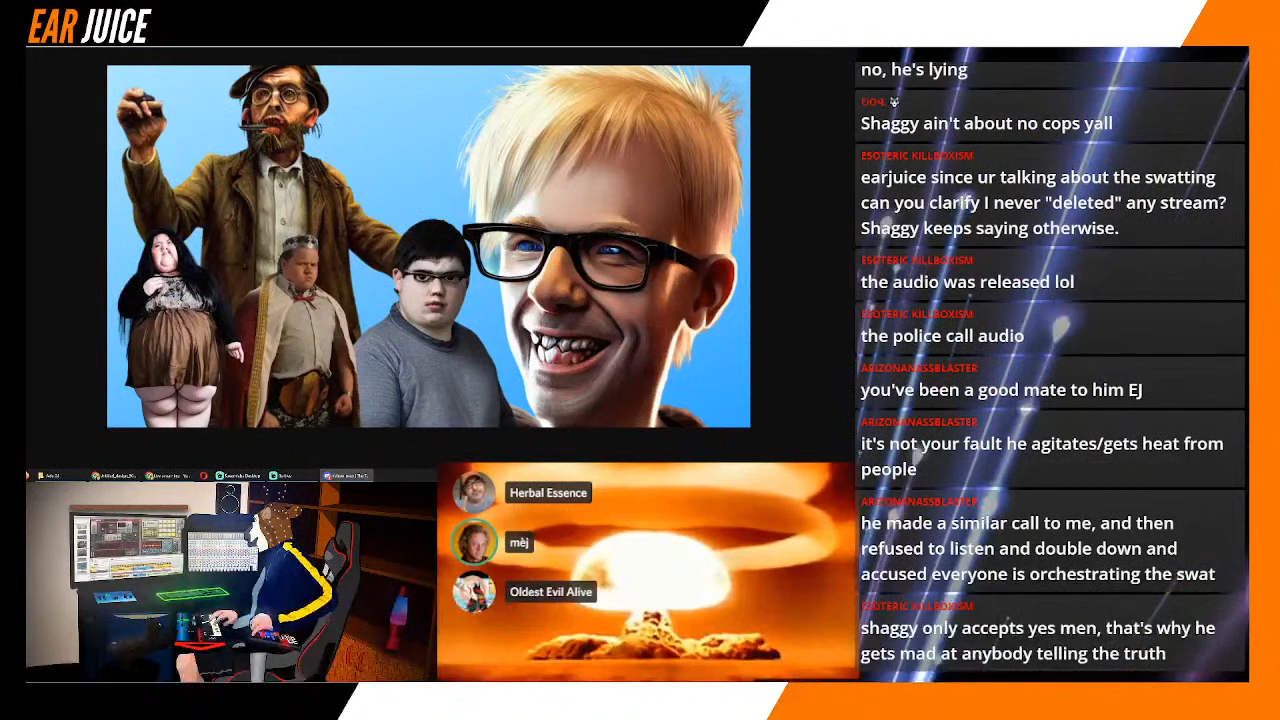 EAR JUICE
no, he's lying
Shaggy ain't about no cops yall
ESOTERIC KILLBOXISM
earjuice since ur talking about the swatting
can you clarify I never "deleted" any stream?
Shaggy keeps saying otherwise.
ESOTERIC KILLBOXISM
the audio was released lol
ESOTERIC KILLBOXISM
the police call audio
ARIZONANASSBLASTER
you've been a good mate to him EJ
ARIZONANASSBLASTER
it's not your fault he agitates/gets heat from
people
ARIZONANASSBLASTER
he made a similar call to me, and then
refused to listen and double down and
accused everyone is orchestrating the swat
ESOTERIC KILLBOXISM
shaggy only accepts yes men, that's why he
gets mad at anybody telling the truth
Herbal Essence
mèj
Oldest Evil Alive